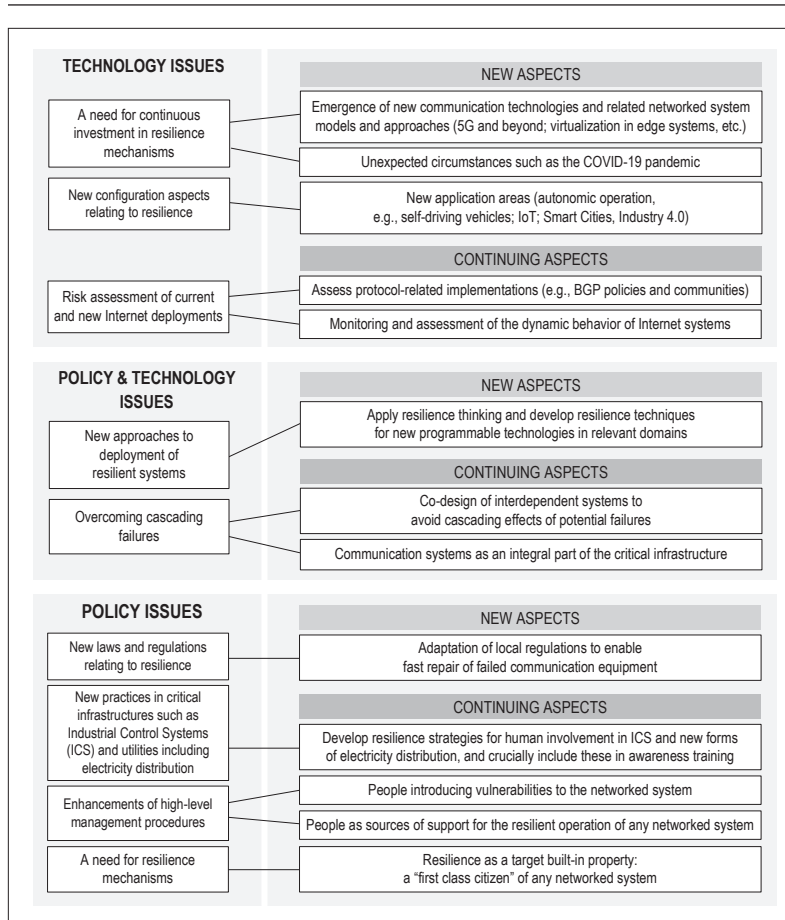 TECHNOLOGY ISSUES
A need for continuous
investment in resilience
mechanisms
New configuration aspects
relating to resilience
Risk assessment of current
and new Internet deployments
NEW ASPECTS
Emergence of new communication technologies and related networked system
models and approaches (5G and beyond; virtualization in edge systems, etc.)
Unexpected circumstances such as the COVID-19 pandemic
New application areas (autonomic operation,
e.g., self-driving vehicles; IoT; Smart Cities, Industry 4.0)
CONTINUING ASPECTS
Assess protocol-related implementations (e.g., BGP policies and communities)
Monitoring and assessment of the dynamic behavior of Internet systems
POLICY & TECHNOLOGY
ISSUES
New approaches to
deployment of
resilient systems
Overcoming cascading
failures
NEW ASPECTS
Apply resilience thinking and develop resilience techniques
for new programmable technologies in relevant domains
CONTINUING ASPECTS
Co-design of interdependent systems to
avoid cascading effects of potential failures
Communication systems as an integral part of the critical infrastructure
POLICY ISSUES
New laws and regulations
relating to resilience
New practices in critical
infrastructures such as
Industrial Control Systems
(ICS) and utilities including
electricity distribution
Enhancements of high-level
management procedures
A need for resilience
mechanisms
NEW ASPECTS
Adaptation of local regulations to enable
fast repair of failed communication equipment
CONTINUING ASPECTS
Develop resilience strategies for human involvement in ICS and new forms
of electricity distribution, and crucially include these in awareness training
People introducing vulnerabilities to the networked system
People as sources of support for the resilient operation of any networked system
Resilience as a target built-in property:
a “first class citizen” of any networked system